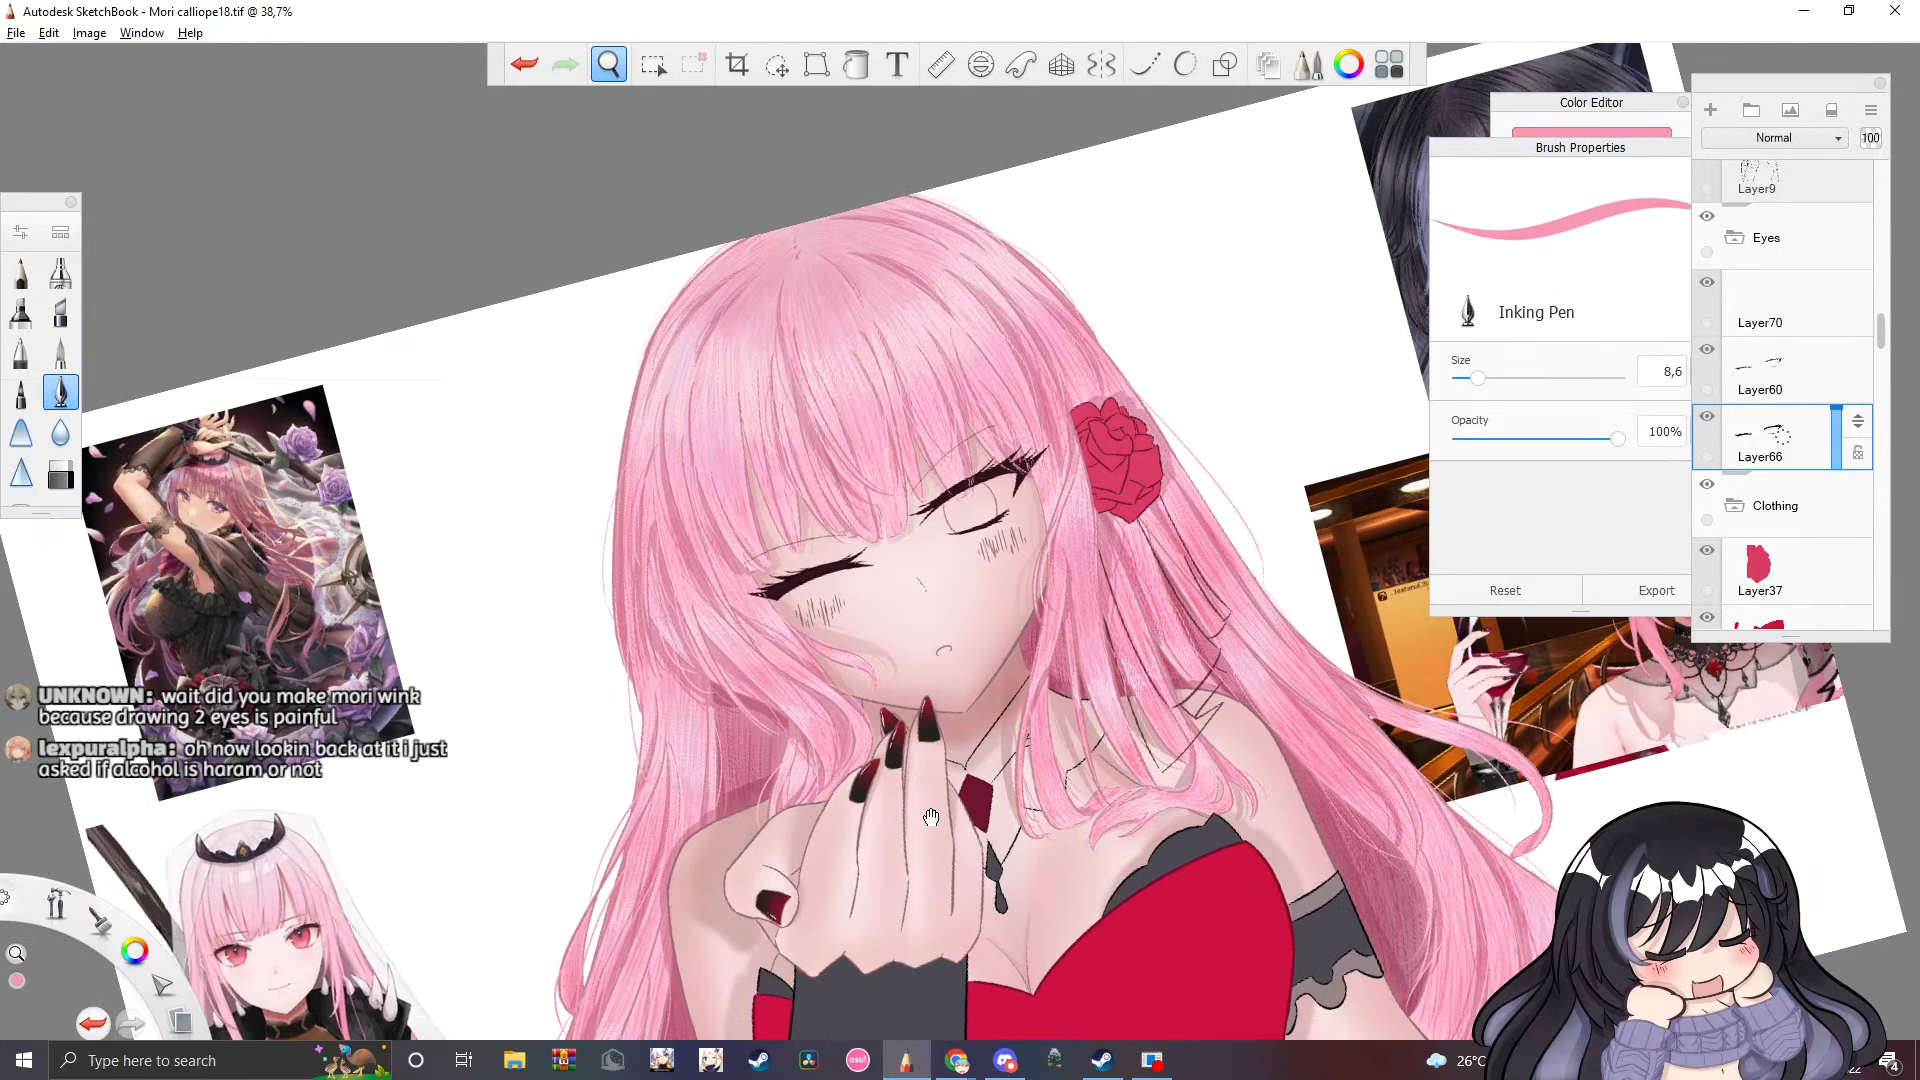 Autodesk SketchBook - Mori calliope18.tif @ 38,7%
File Edit Image Window Help
Color Editor
Brush Properties
Normal
100
Layer9
Eyes
Inking Pen
Layer70
Size
8,6
Layer60
Opacity
100%
Layer66
Clothing
Reset
Export
Layer37
UNKNOWN: wait did you make mori wink
because drawing 2 eyes is painful
lexpuralpha: oh now lookin back at it i just
asked if alcohol is haram or not
Type here to search
osu!
26°C
22
4